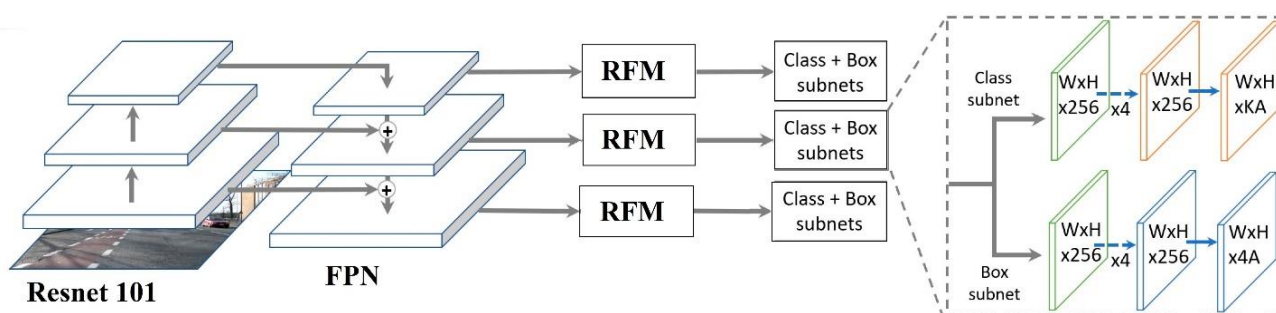 Resnet 101
+
+
FPN
RFM
RFM
RFM
Class + Box
subnets
Class + Box
subnets
Class + Box
subnets
Class
subnet
WxH
x256
x4
WxH
x256
WxH
xKA
Box
subnet
WxH
x256
x4
WxH
x256
WxH
x4A